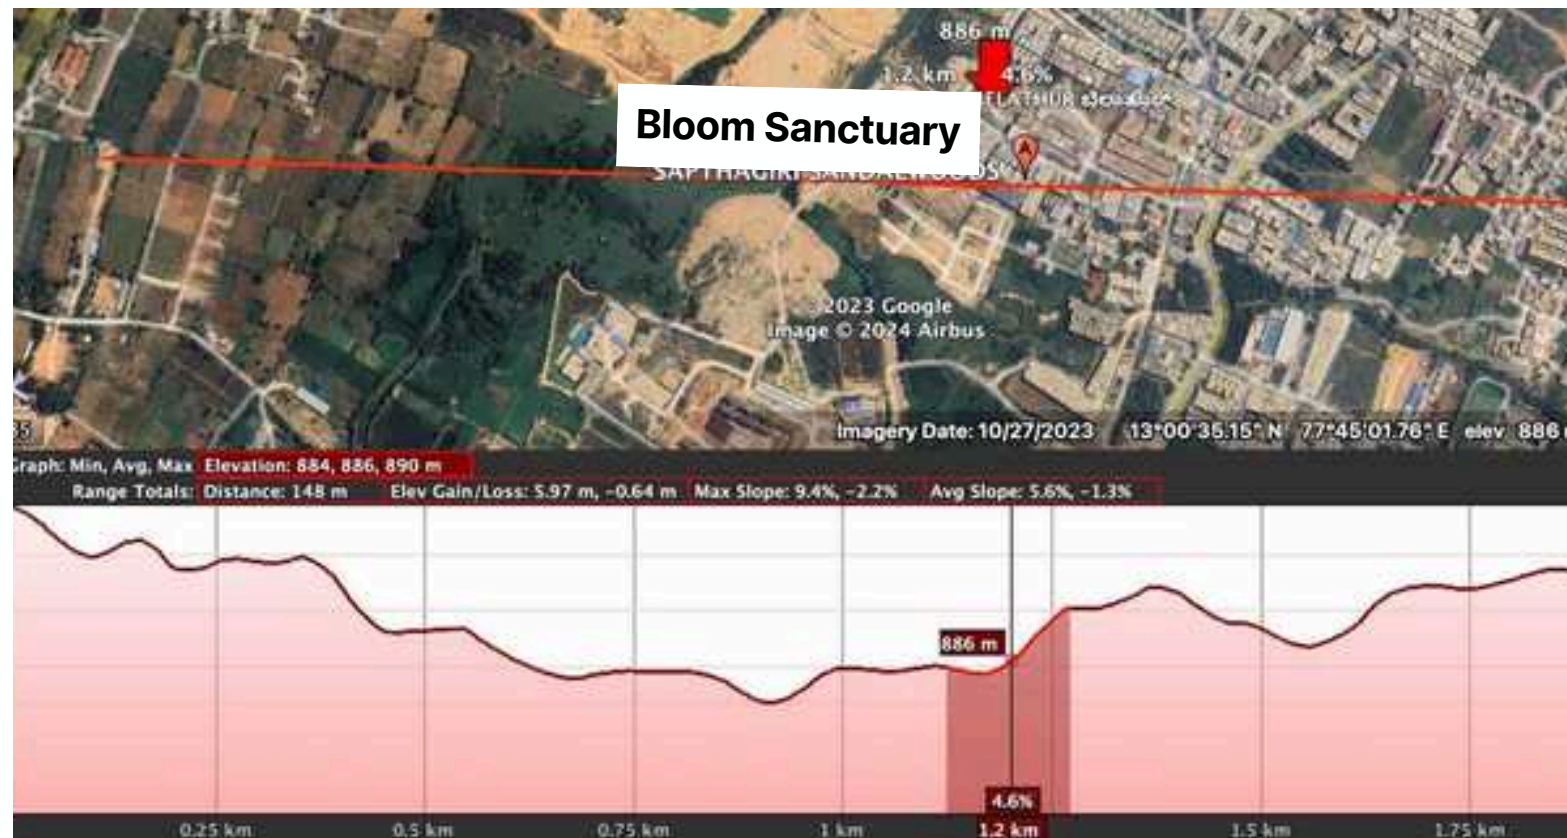 886 m
1.2 km 4.6%
Bloom Sanctuary
A
SAPTHAGIRI SANDALWOODS
2023 Google
Image © 2024 Airbus
35
Imagery Date: 10/27/2023 13°00'35.15" N 77°45'01.76" E elev 886
Graph: Min, Avg, Max Elevation: 884, 886, 890 m
Range Totals: Distance: 148 m Elev Gain/Loss: 5.97 m, -0.64 m Max Slope: 9.4%, -2.2% Avg Slope: 5.6%, -1.3%
886 m
4.6%
0.25 km 0.5 km 0.75 km 1 km 1.2 km 1.5 km 1.75 km